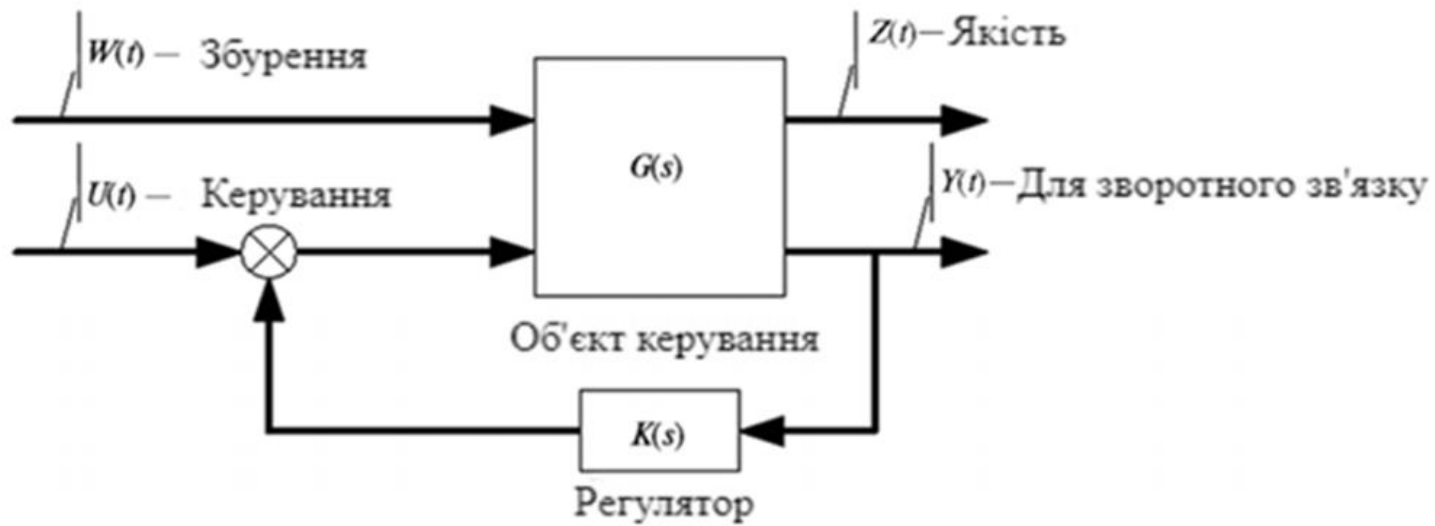 W(t) — Збурення
Z(t)—Якість
U(t) — Керування
G(s)
Y(t)—Для зворотного зв'язку
Об'єкт керування
K(s)
Регулятор